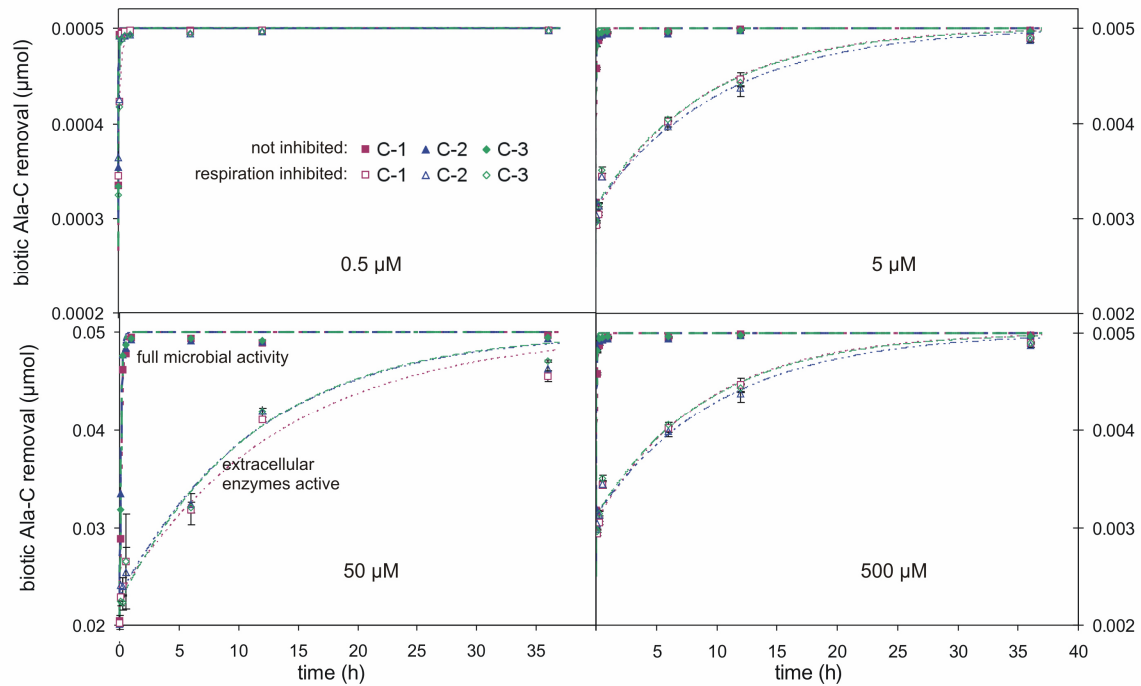 biotic Ala-C removal (µmol)
0.0005
0.0004
0.0003
0.0002
not inhibited: C-1 C-2 C-3
respiration inhibited: C-1 C-2 C-3
0.5 µM
0.005
0.004
0.003
0.002
5 µM
biotic Ala-C removal (µmol)
0.05
0.04
0.03
0.02
full microbial activity
extracellular
enzymes active
50 µM
0.005
0.004
0.003
0.002
500 µM
0 5 10 15 20 25 30 35
5 10 15 20 25 30 35 40
time (h)
time (h)